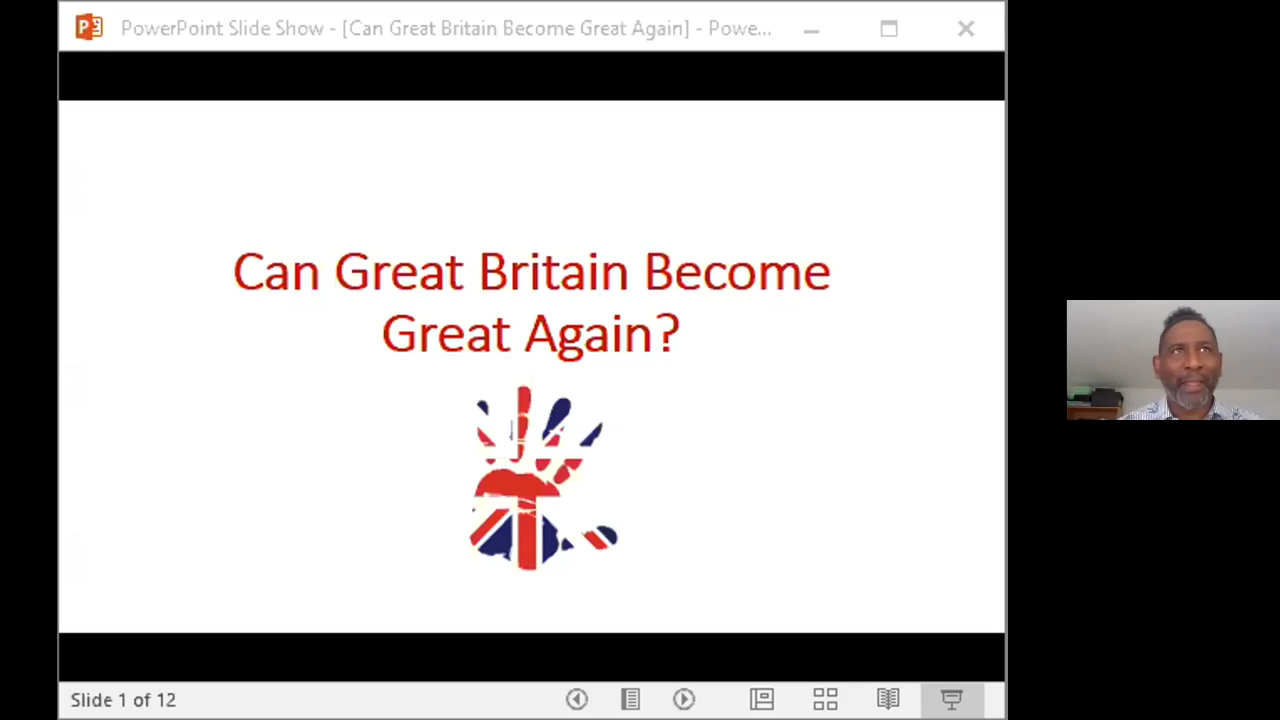 PowerPoint Slide Show - [Can Great Britain Become Great Again] - Powe...
Can Great Britain Become
Great Again?
Slide 1 of 12